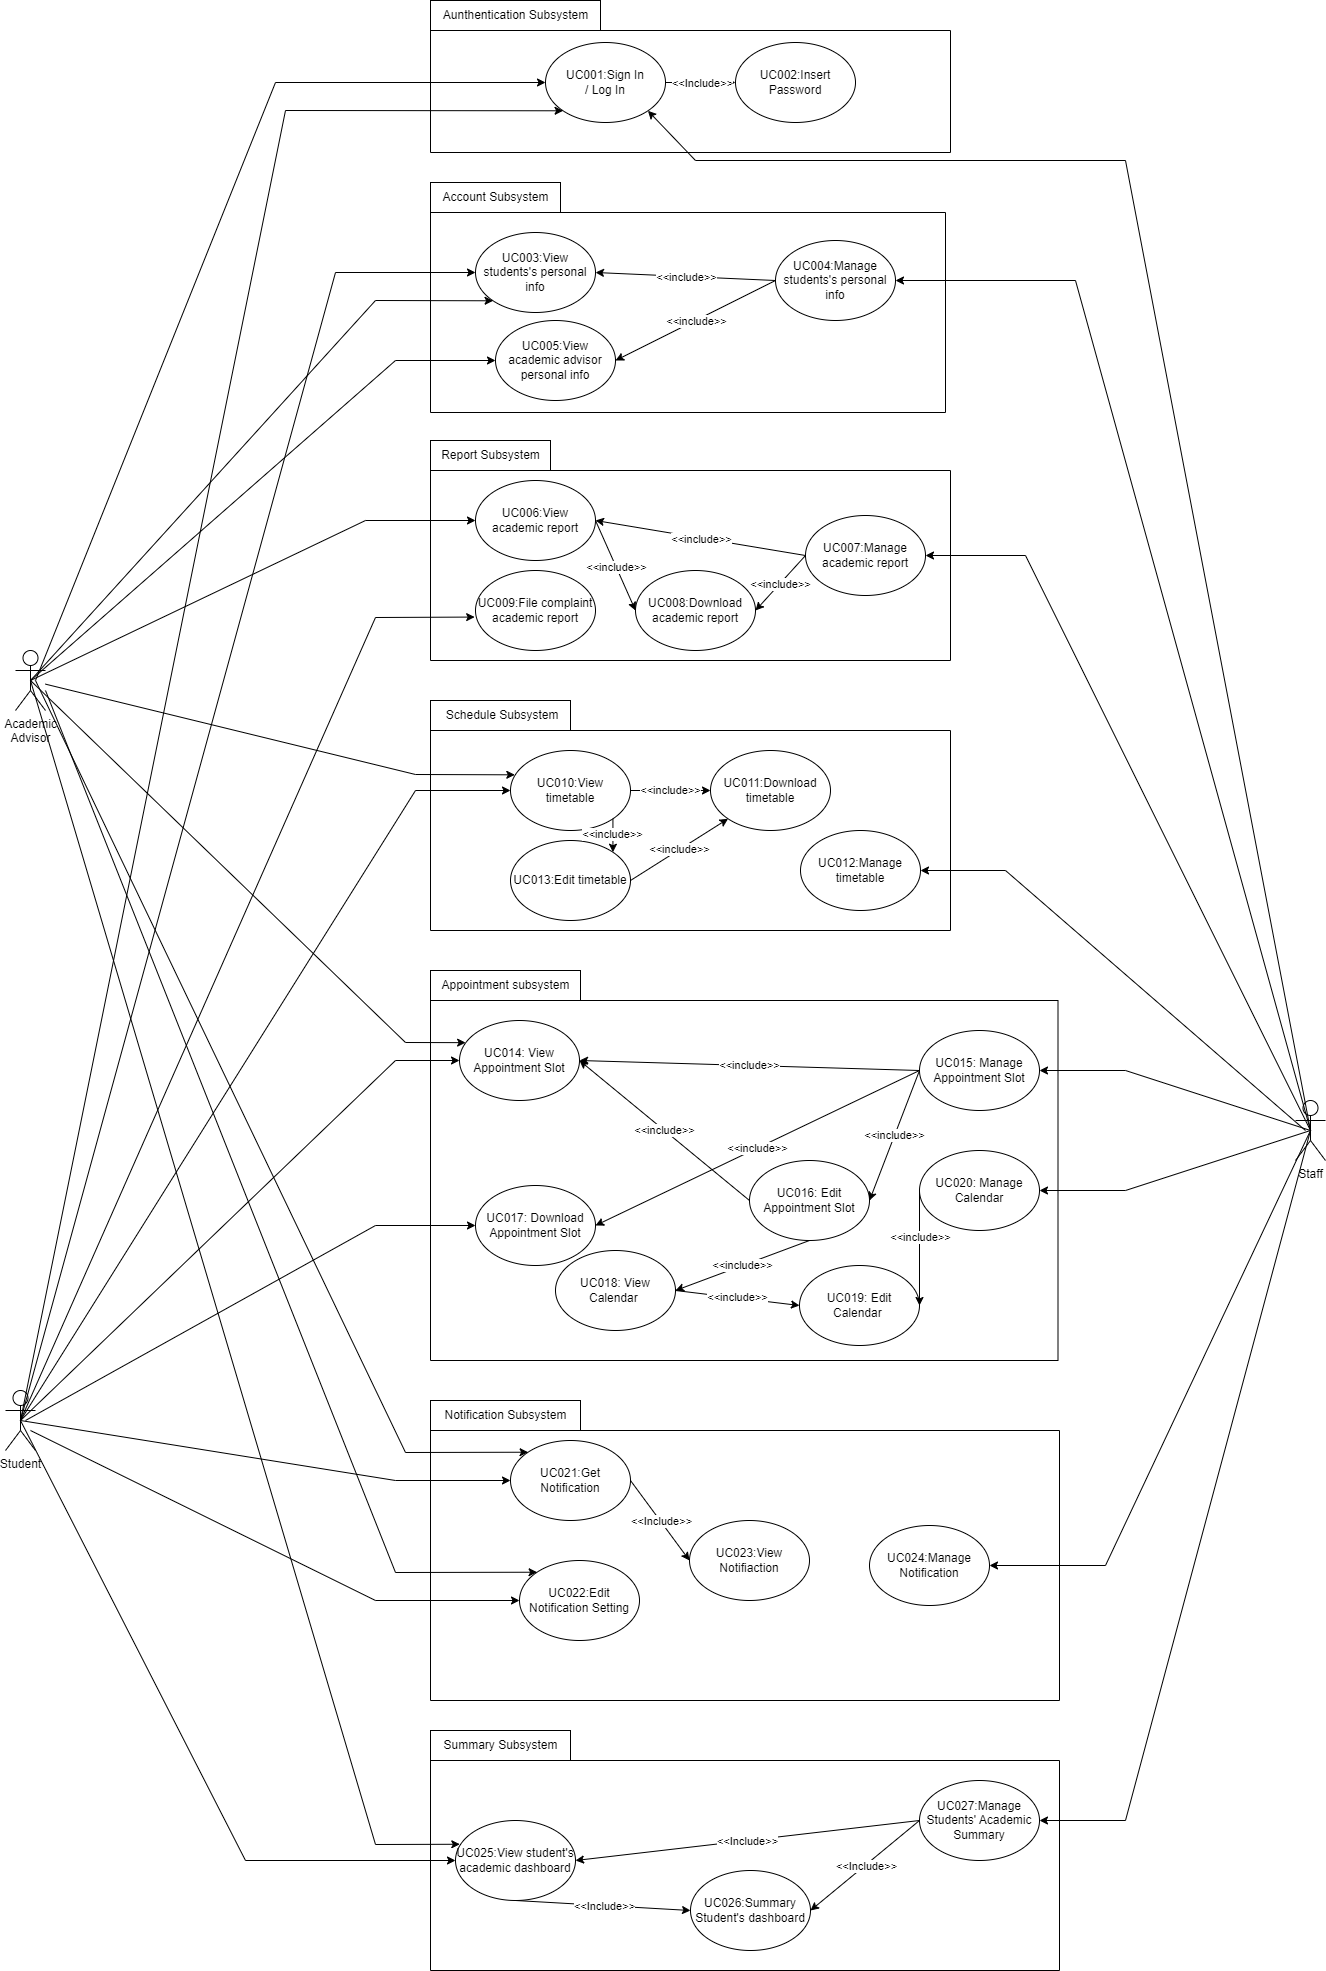 Aunthentication Subsystem
UC001:Sign In
/ Log In
<<Include>>
UC002:Insert
Password
Account Subsystem
UC003:View
students's personal
info
<<include>>
UC004:Manage
students's personal
info
<<include>>
UC005:View
academic advisor
personal info
Report Subsystem
UC006:View
academic report
<<include>>
UC007:Manage
academic report
<<include>>
<<include>>
UC009:File complaint
academic report
UC008:Download
academic report
Academic
Advisor
Schedule Subsystem
UC010:View
timetable
<<include>>
UC011:Download
timetable
<<include>>
<<include>>
UC012:Manage
timetable
UC013:Edit timetable
Appointment subsystem
UC014: View
Appointment Slot
<<include>>
UC015: Manage
Appointment Slot
<<include>>
<<include>>
<<include>>
Staff
UC016: Edit
Appointment Slot
UC020: Manage
Calendar
UC017: Download
Appointment Slot
<<include>>
<<include>>
UC018: View
Calendar
<<include>>
UC019: Edit
Calendar
Student
Notification Subsystem
UC021:Get
Notification
<<Include>>
UC023:View
Notifiaction
UC024:Manage
Notification
UC022:Edit
Notification Setting
Summary Subsystem
UC027:Manage
Students' Academic
Summary
<<Include>>
UC025:View student's
academic dashboard
<<Include>>
<<Include>>
UC026:Summary
Student's dashboard